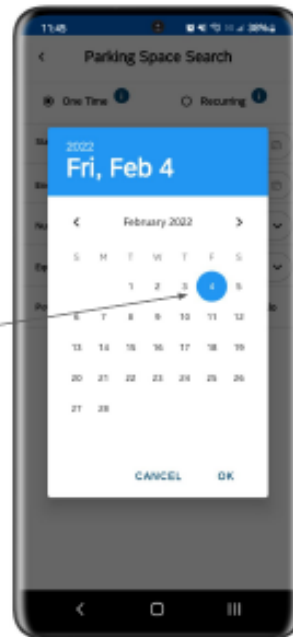 11:45 38%
Parking Space Search
One Time Recurring
2022
Fri, Feb 4
February 2022
S M T W T F S
1 2 3 4 5
6 7 8 9 10 11 12
13 14 15 16 17 18 19
20 21 22 23 24 25 26
27 28
CANCEL OK